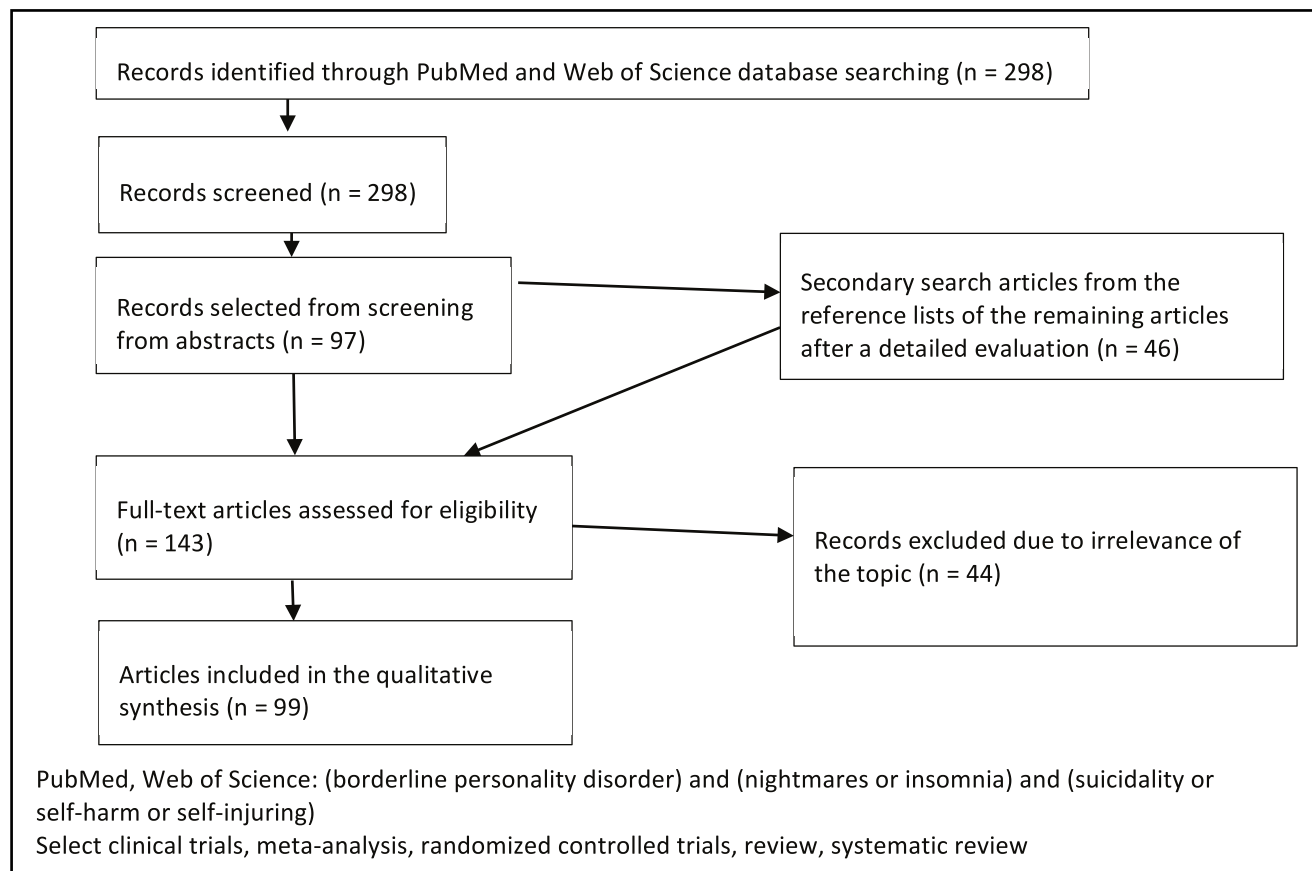 Records identified through PubMed and Web of Science database searching (n = 298)
Records screened (n = 298)
Records selected from screening
from abstracts (n = 97)
Secondary search articles from the
reference lists of the remaining articles
after a detailed evaluation (n = 46)
Full-text articles assessed for eligibility
(n = 143)
Records excluded due to irrelevance of
the topic (n = 44)
Articles included in the qualitative
synthesis (n = 99)
PubMed, Web of Science: (borderline personality disorder) and (nightmares or insomnia) and (suicidality or
self-harm or self-injuring)
Select clinical trials, meta-analysis, randomized controlled trials, review, systematic review